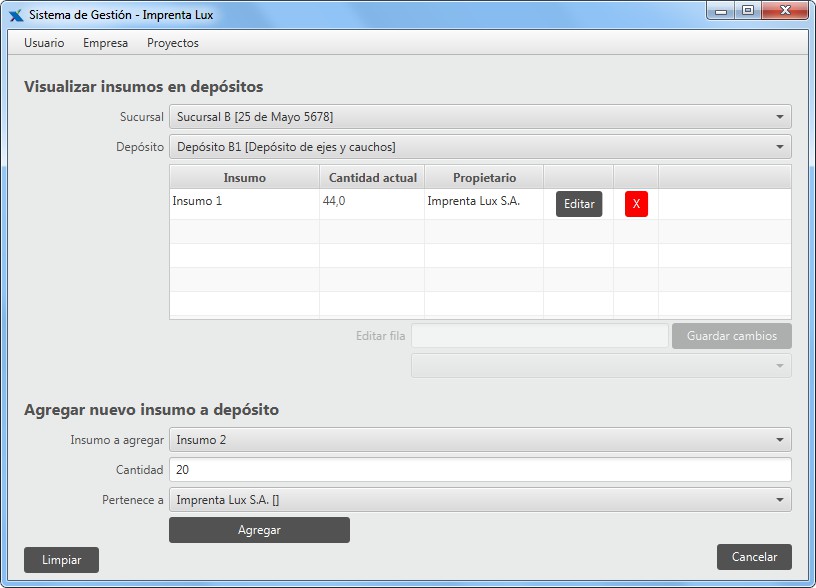 Sistema de Gestión - Imprenta Lux
Usuario Empresa Proyectos
Visualizar insumos en depósitos
Sucursal Sucursal B [25 de Mayo 5678]
Depósito Depósito B1 [Depósito de ejes y cauchos]
Insumo Cantidad actual Propietario
Insumo 1 44,0 Imprenta Lux S.A. Editar X
Editar fila Guardar cambios
Agregar nuevo insumo a depósito
Insumo a agregar Insumo 2
Cantidad 20
Pertenece a Imprenta Lux S.A. []
Agregar
Limpiar Cancelar